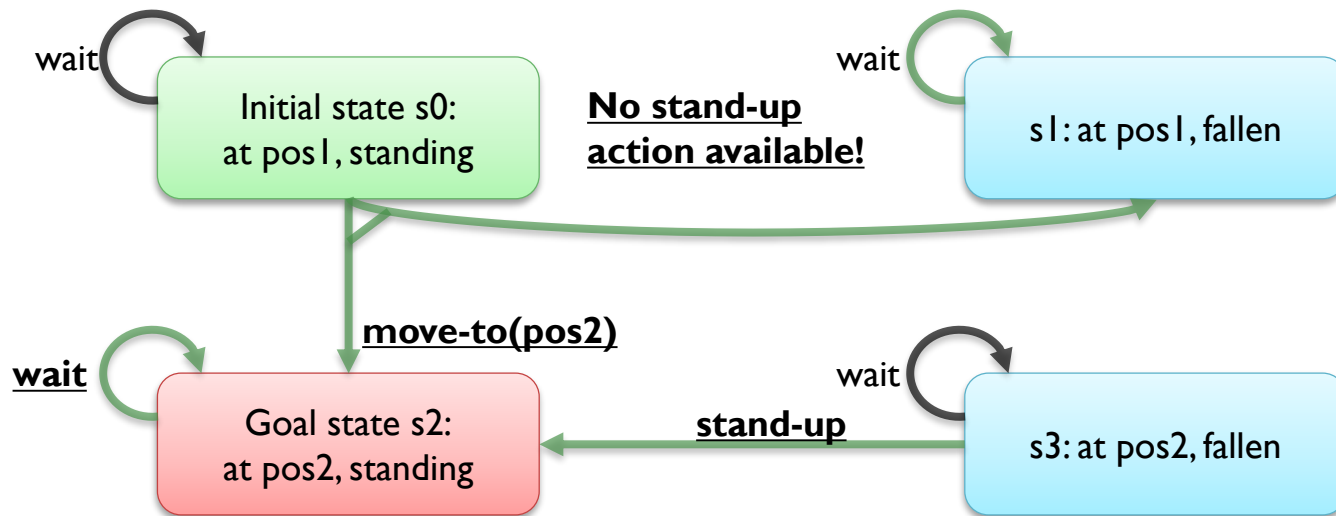 wait
Initial state s0:
at pos1, standing
No stand-up
action available!
wait
s1: at pos1, fallen
move-to(pos2)
wait
Goal state s2:
at pos2, standing
stand-up
wait
s3: at pos2, fallen